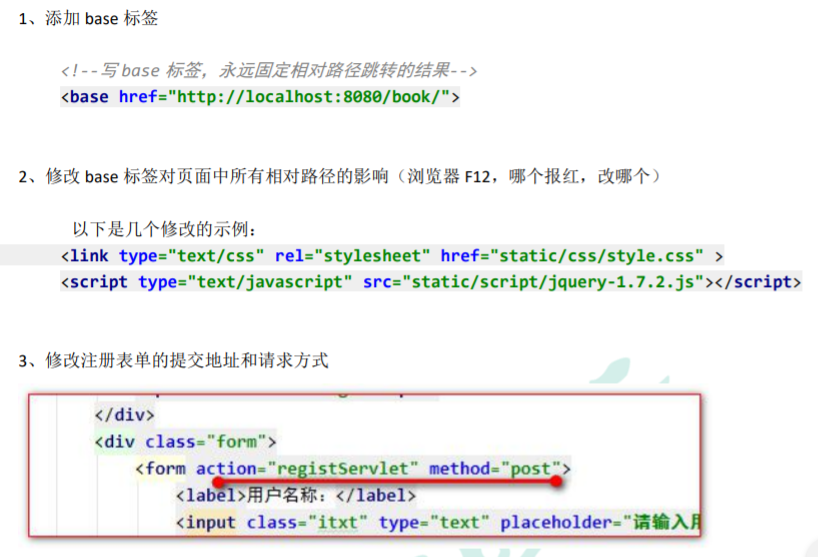 1、添加 base 标签
<!--写 base 标签，永远固定相对路径跳转的结果-->
<base href="http://localhost:8080/book/">
2、修改 base 标签对页面中所有相对路径的影响（浏览器 F12，哪个报红，改哪个）
以下是几个修改的示例：
<link type="text/css" rel="stylesheet" href="static/css/style.css" >
<script type="text/javascript" src="static/script/jquery-1.7.2.js"></script>
3、修改注册表单的提交地址和请求方式
</div>
<div class="form">
<form action="registServlet" method="post">
<label>用户名称：</label>
<input class="itxt" type="text" placeholder="请输入用